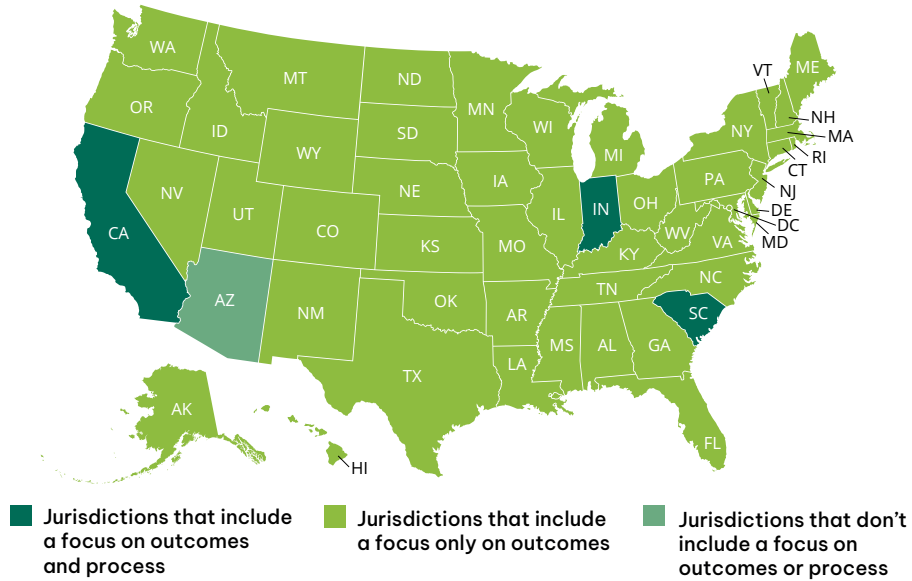 WA
OR
ID
MT
ND
MN
SD
WY
NE
IA
WI
MI
NV
UT
CO
KS
MO
IL
IN
OH
PA
NY
VT
ME
NH
MA
RI
CT
NJ
DE
DC
MD
WV
VA
KY
NC
TN
SC
CA
AZ
NM
OK
AR
TX
LA
MS
AL
GA
FL
AK
HI
Jurisdictions that include
a focus on outcomes
and process
Jurisdictions that include
a focus only on outcomes
Jurisdictions that don't
include a focus on
outcomes or process